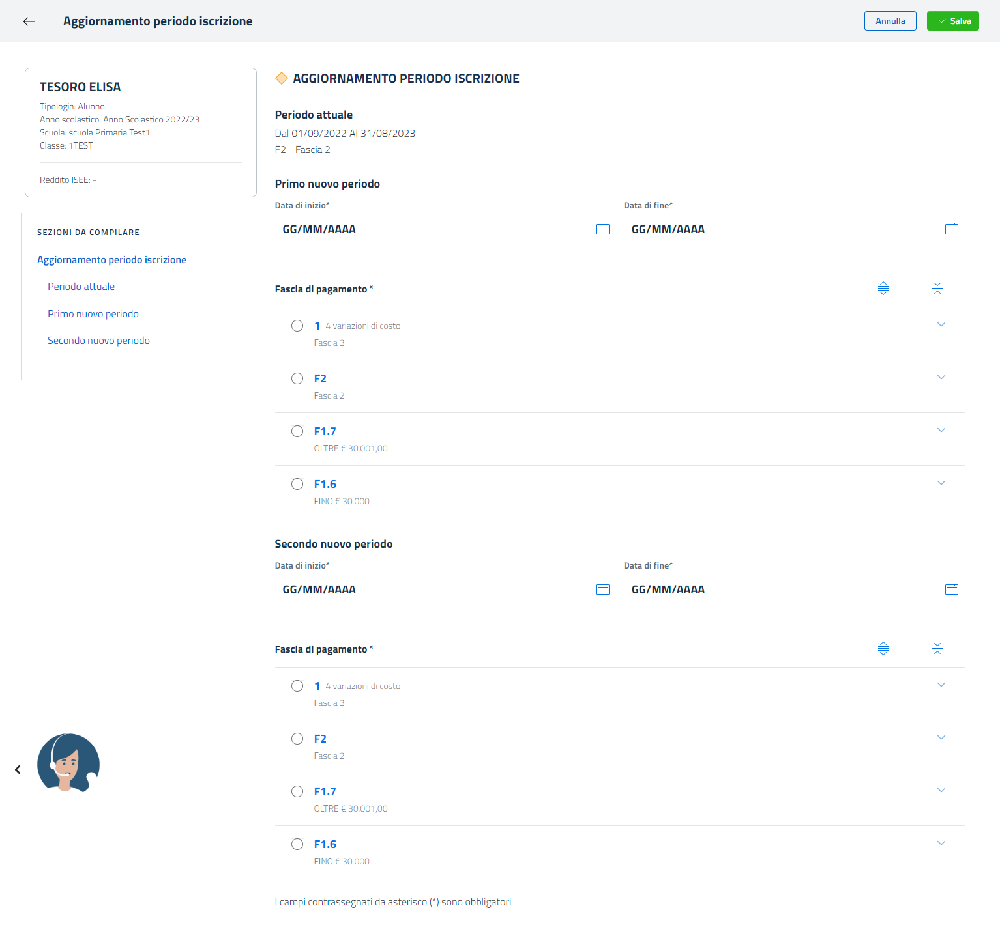 Aggiornamento periodo iscrizione
Annulla
Salva
TESORO ELISA
Tipologia: Alunno
Anno scolastico: Anno Scolastico 2022/23
Scuola: scuola Primaria Test1
Classe: 1TEST
Reddito ISEE: -
SEZIONI DA COMPILARE
Aggiornamento periodo iscrizione
Periodo attuale
Primo nuovo periodo
Secondo nuovo periodo
AGGIORNAMENTO PERIODO ISCRIZIONE
Periodo attuale
Dal 01/09/2022 Al 31/08/2023
F2 - Fascia 2
Primo nuovo periodo
Data di inizio*
Data di fine*
GG/MM/AAAA
GG/MM/AAAA
Fascia di pagamento *
1 4 variazioni di costo
Fascia 3
F2
Fascia 2
F1.7
OLTRE € 30.001,00
F1.6
FINO € 30.000
Secondo nuovo periodo
Data di inizio*
Data di fine*
GG/MM/AAAA
GG/MM/AAAA
Fascia di pagamento *
1 4 variazioni di costo
Fascia 3
F2
Fascia 2
F1.7
OLTRE € 30.001,00
F1.6
FINO € 30.000
I campi contrassegnati da asterisco (*) sono obbligatori